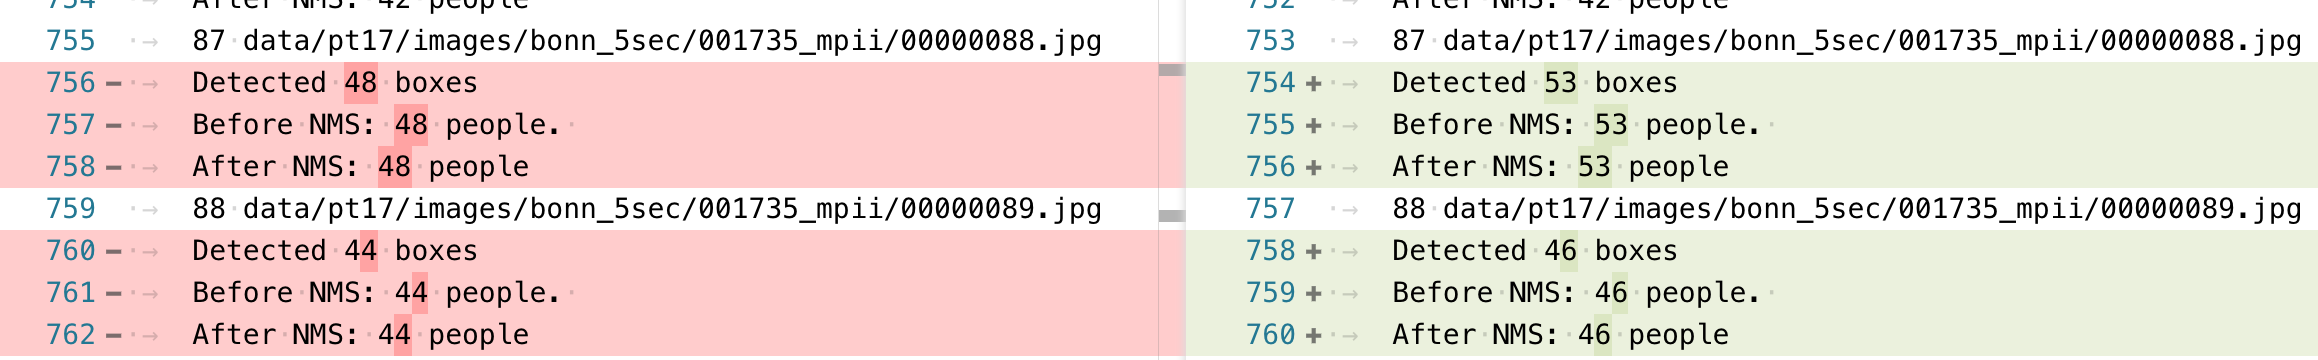 754 After NMS: 42 people
755 87 data/pt17/images/bonn_5sec/001735_mpii/00000088.jpg
756 − Detected 48 boxes
757 − Before NMS: 48 people.
758 − After NMS: 48 people
759 88 data/pt17/images/bonn_5sec/001735_mpii/00000089.jpg
760 − Detected 44 boxes
761 − Before NMS: 44 people.
762 − After NMS: 44 people
752 After NMS: 42 people
753 87 data/pt17/images/bonn_5sec/001735_mpii/00000088.jpg
754 + Detected 53 boxes
755 + Before NMS: 53 people.
756 + After NMS: 53 people
757 88 data/pt17/images/bonn_5sec/001735_mpii/00000089.jpg
758 + Detected 46 boxes
759 + Before NMS: 46 people.
760 + After NMS: 46 people